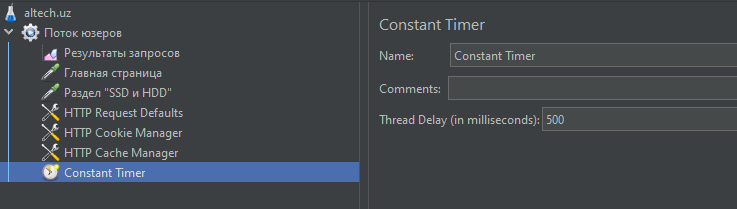 altech.uz
Поток юзеров
Результаты запросов
Главная страница
Раздел "SSD и HDD"
HTTP Request Defaults
HTTP Cookie Manager
HTTP Cache Manager
Constant Timer
Constant Timer
Name: Constant Timer
Comments:
Thread Delay (in milliseconds): 500